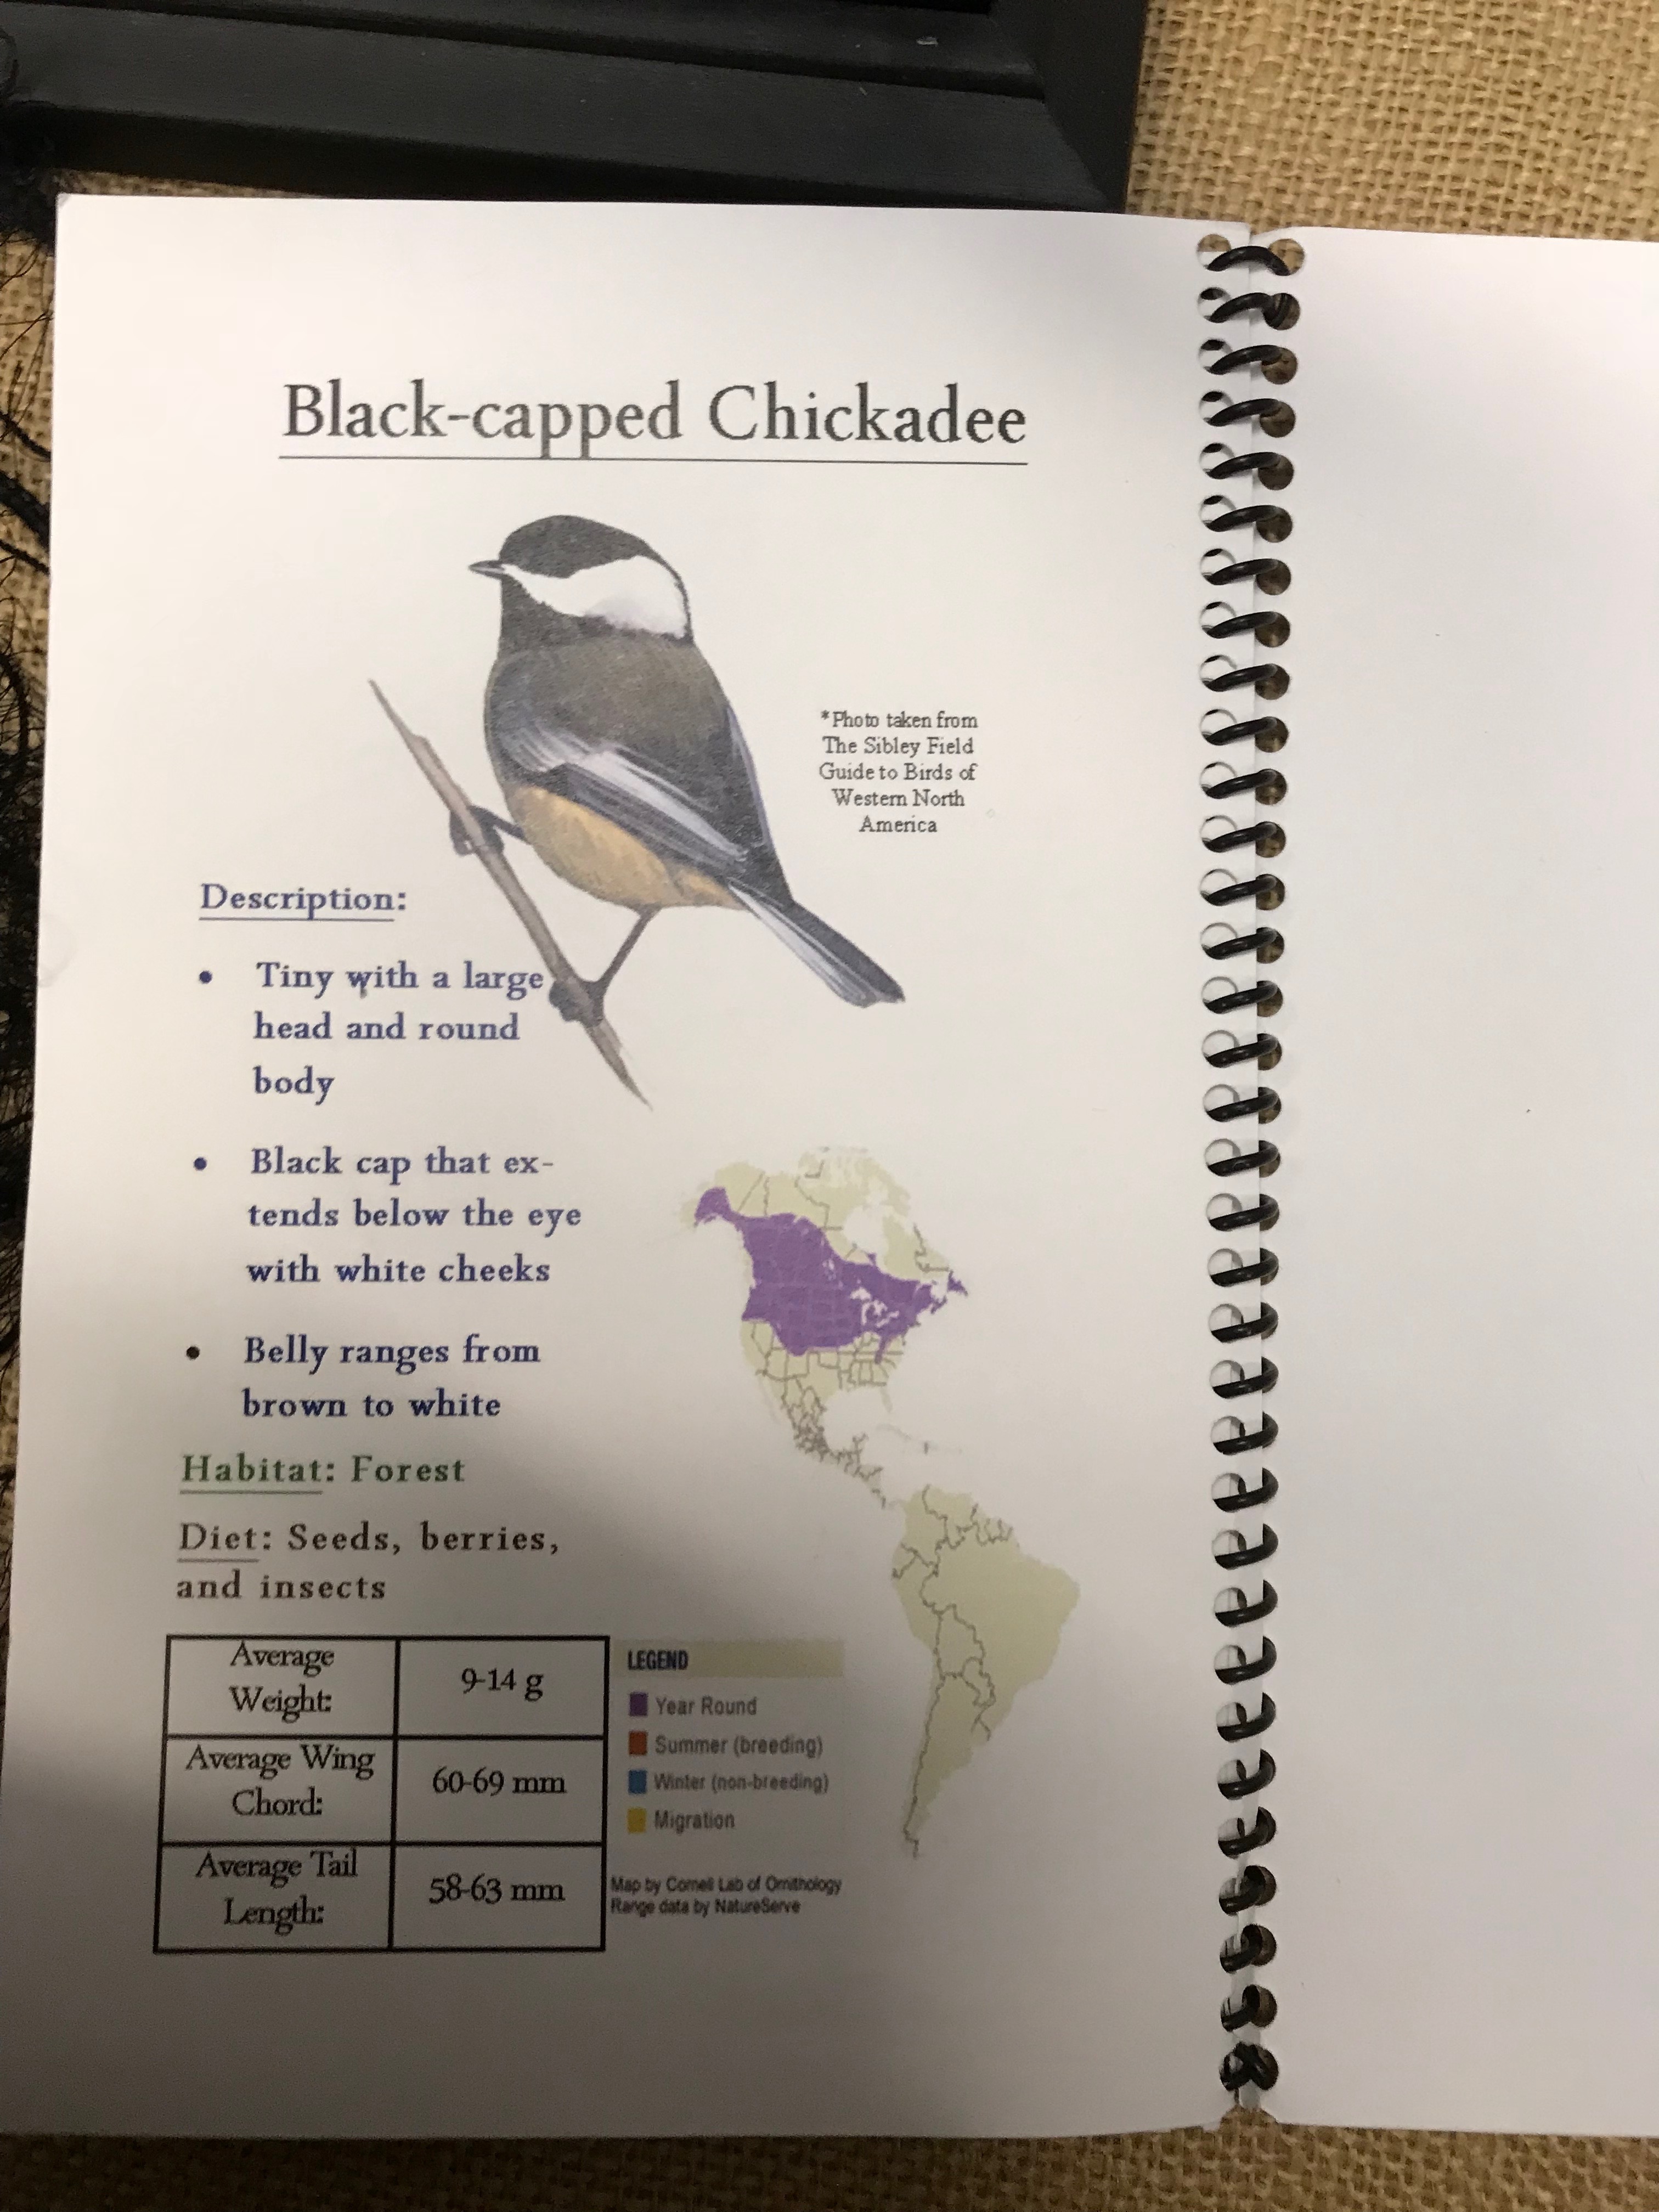 Black-capped Chickadee
*Photo taken from
The Sibley Field
Guide to Birds of
Western North
America
Description:
• Tiny with a large
head and round
body
• Black cap that ex-
tends below the eye
with white cheeks
• Belly ranges from
brown to white
Habitat: Forest
Diet: Seeds, berries,
and insects
Average
Weight:
9-14 g
Average Wing
Chord:
60-69 mm
Average Tail
Length:
58-63 mm
LEGEND
Year Round
Summer (breeding)
Winter (non-breeding)
Migration
Map by Cornell Lab of Ornithology
Range data by NatureServe